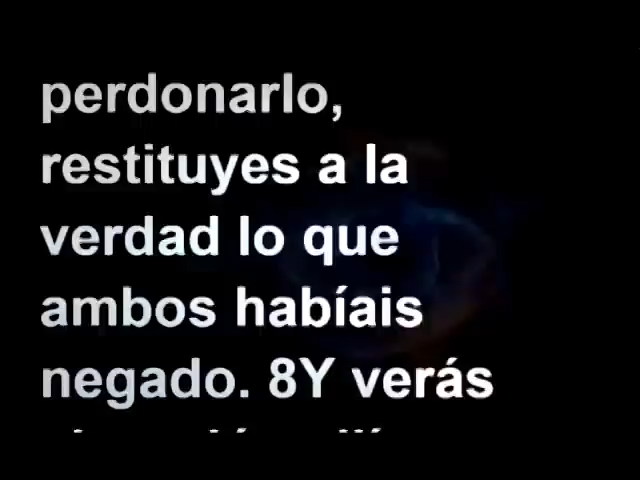 perdonarlo,
restituyes a la
verdad lo que
ambos habíais
negado. 8Y verás